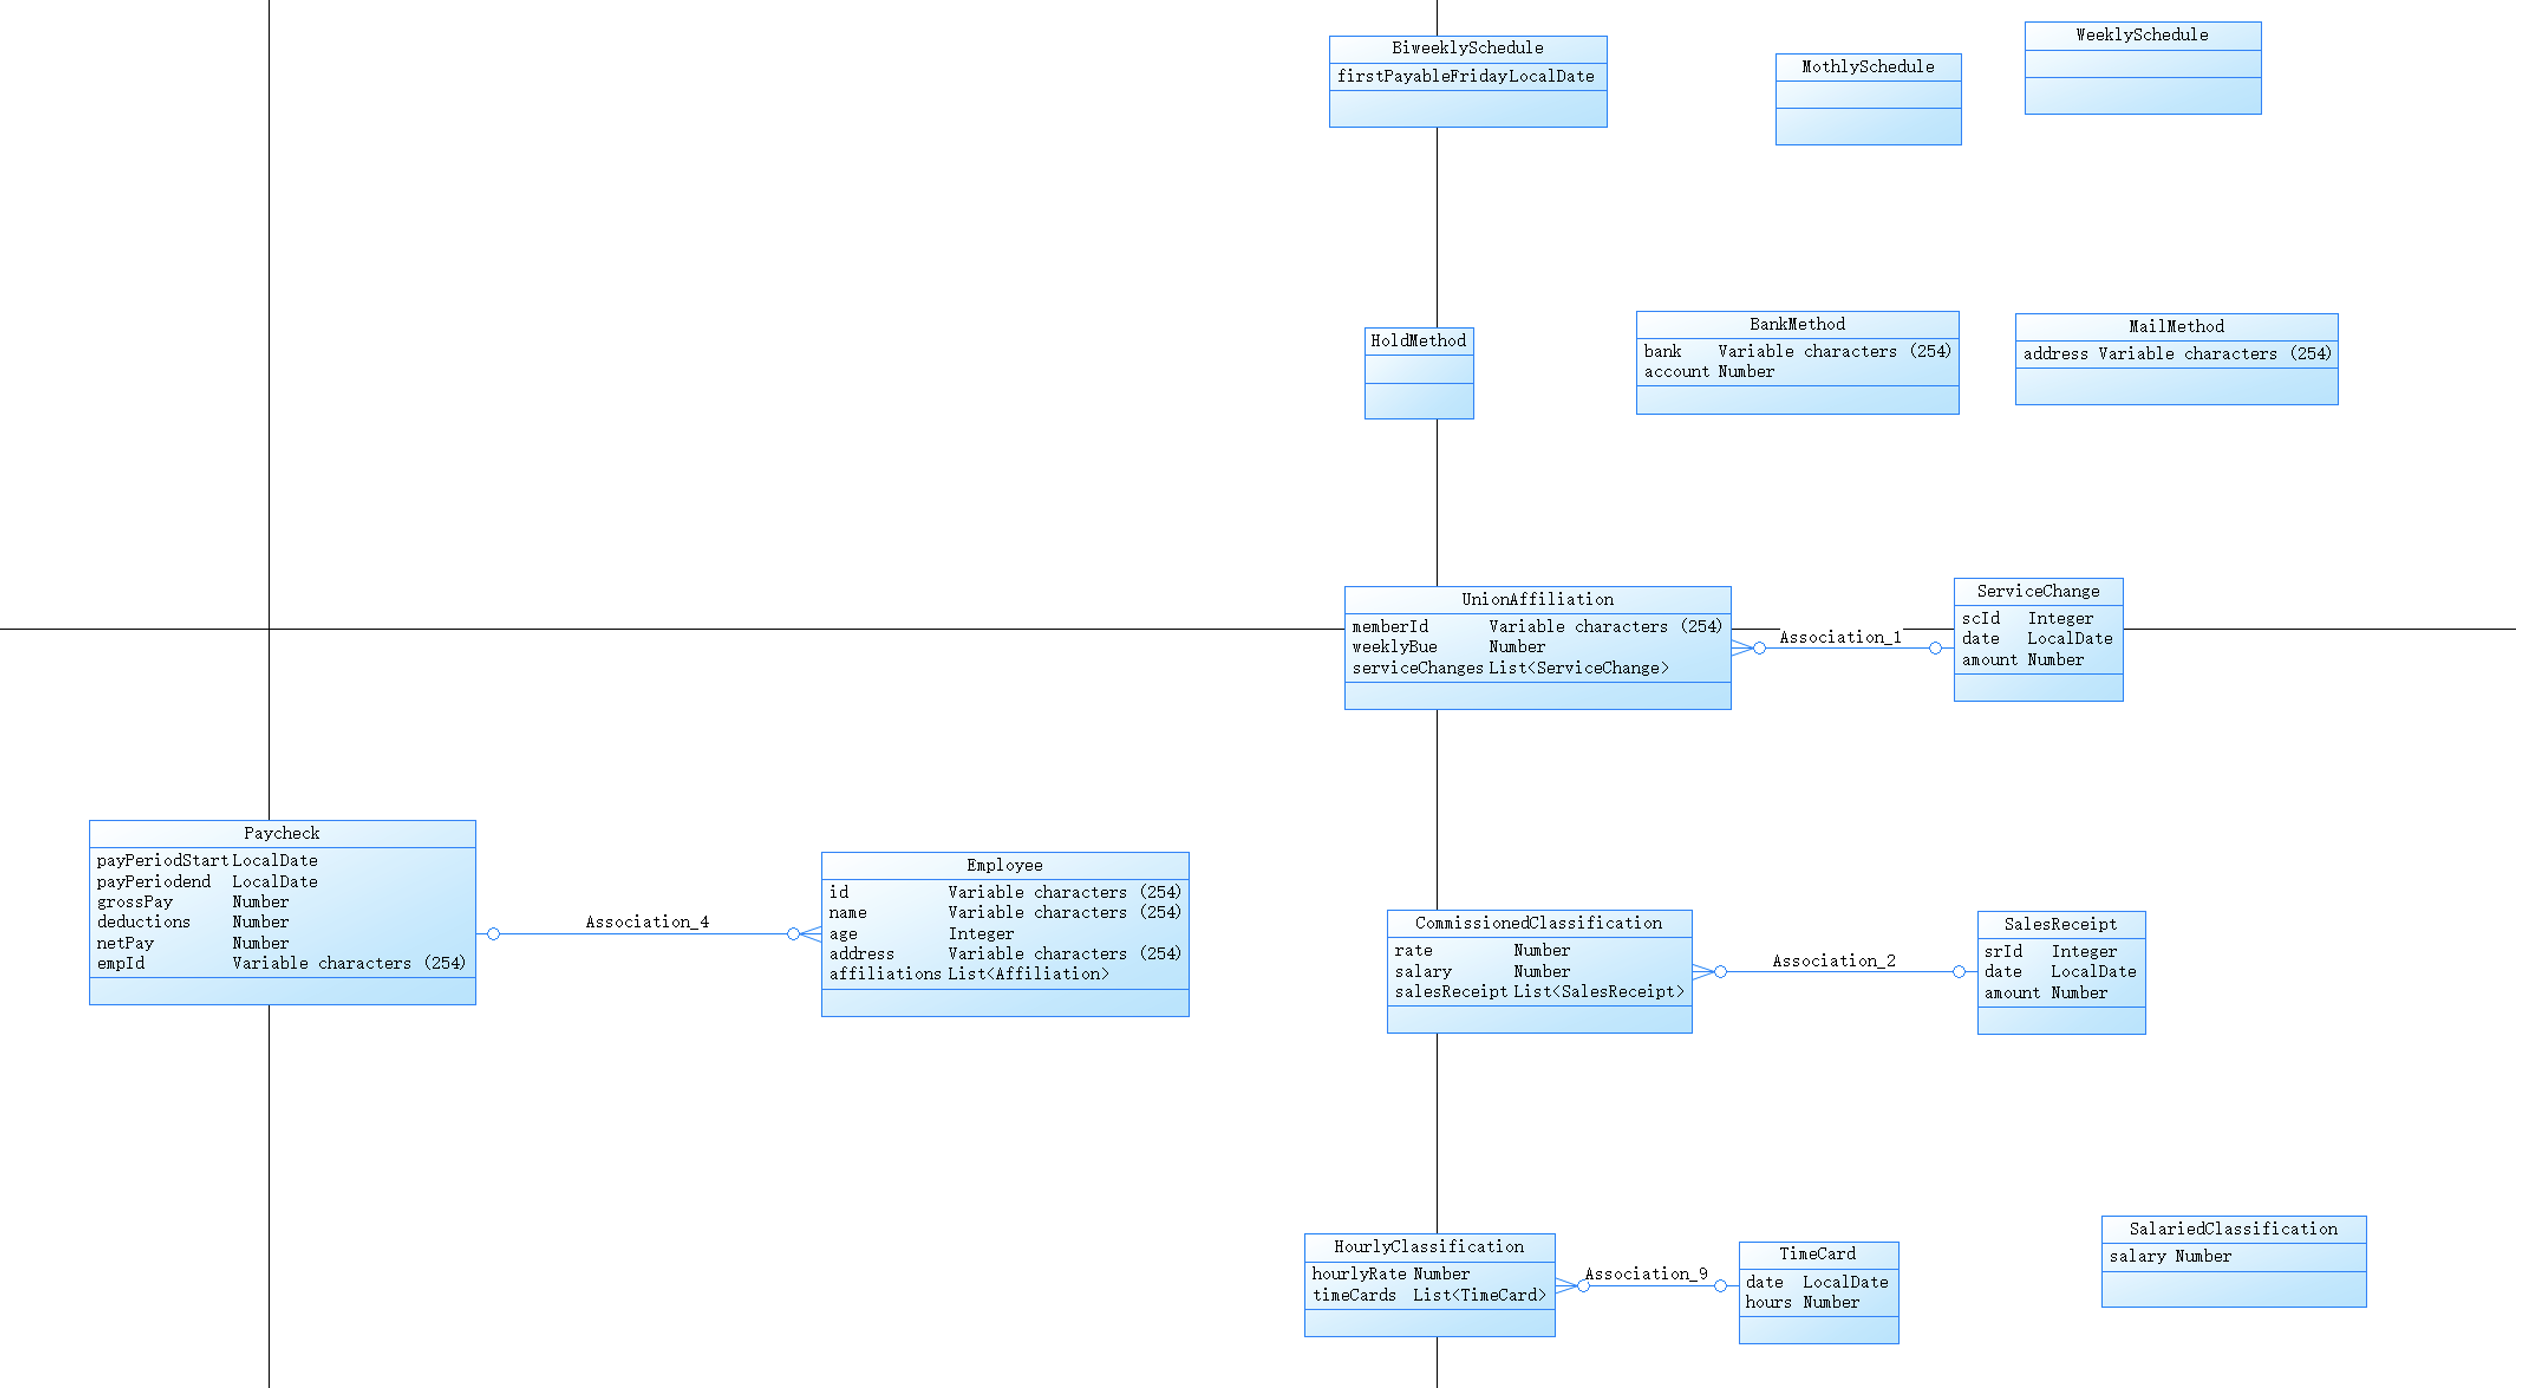 BiweeklySchedule
firstPayableFridayLocalDate
MothlySchedule
WeeklySchedule
HoldMethod
BankMethod
bank Variable characters (254)
account Number
MailMethod
address Variable characters (254)
UnionAffiliation
memberId Variable characters (254)
weeklyBue Number
serviceChanges List<ServiceChange>
Association_1
ServiceChange
scId Integer
date LocalDate
amount Number
Paycheck
payPeriodStart LocalDate
payPeriodend LocalDate
grossPay Number
deductions Number
netPay Number
empId Variable characters (254)
Association_4
Employee
id Variable characters (254)
name Variable characters (254)
age Integer
address Variable characters (254)
affiliations List<Affiliation>
CommissionedClassification
rate Number
salary Number
salesReceipt List<SalesReceipt>
Association_2
SalesReceipt
srId Integer
date LocalDate
amount Number
HourlyClassification
hourlyRate Number
timeCards List<TimeCard>
Association_9
TimeCard
date LocalDate
hours Number
SalariedClassification
salary Number